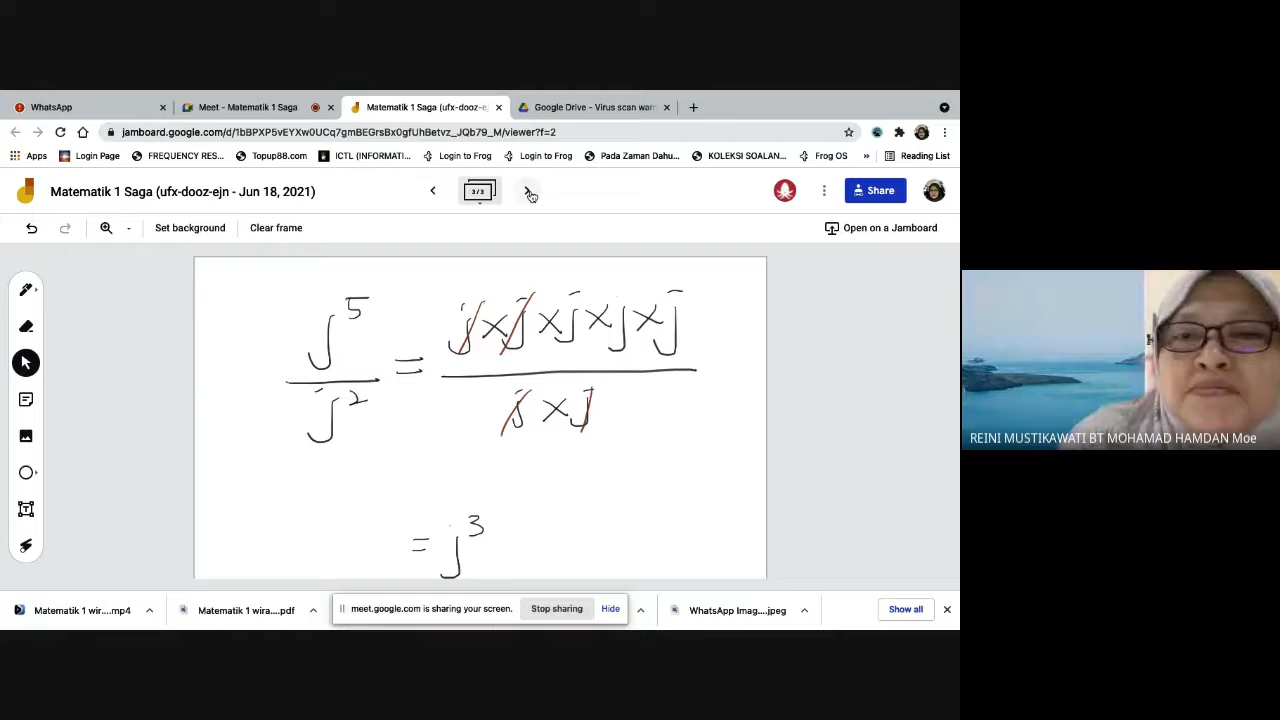 WhatsApp
Meet - Matematik 1 Saga
Matematik 1 Saga (ufx-dooz-ejn
Google Drive - Virus scan warn
jamboard.google.com/d/1bBPXP5vEYXw0UCq7gmBEGrsBx0gfUhBetvz_JQb79_M/viewer?f=2
Apps
Login Page
FREQUENCY RES...
Topup88.com
ICTL (INFORMATI...
Login to Frog
Login to Frog
Pada Zaman Dahu...
KOLEKSI SOALAN...
Frog OS
»
Reading List
Matematik 1 Saga (ufx-dooz-ejn - Jun 18, 2021)
3/3
Share
Set background
Clear frame
Open on a Jamboard
j^5 / j^2 = j × j × j × j × j / j × j
= j^3
REINI MUSTIKAWATI BT MOHAMAD HAMDAN Moe
Matematik 1 wir....mp4
Matematik 1 wira....pdf
meet.google.com is sharing your screen.
Stop sharing
Hide
WhatsApp Imag....jpeg
Show all